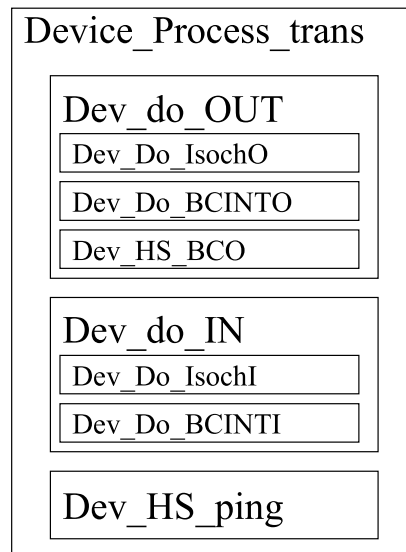 Device_Process_trans
Dev_do_OUT
Dev_Do_IsochO
Dev_Do_BCINTO
Dev_HS_BCO
Dev_do_IN
Dev_Do_IsochI
Dev_Do_BCINTI
Dev_HS_ping